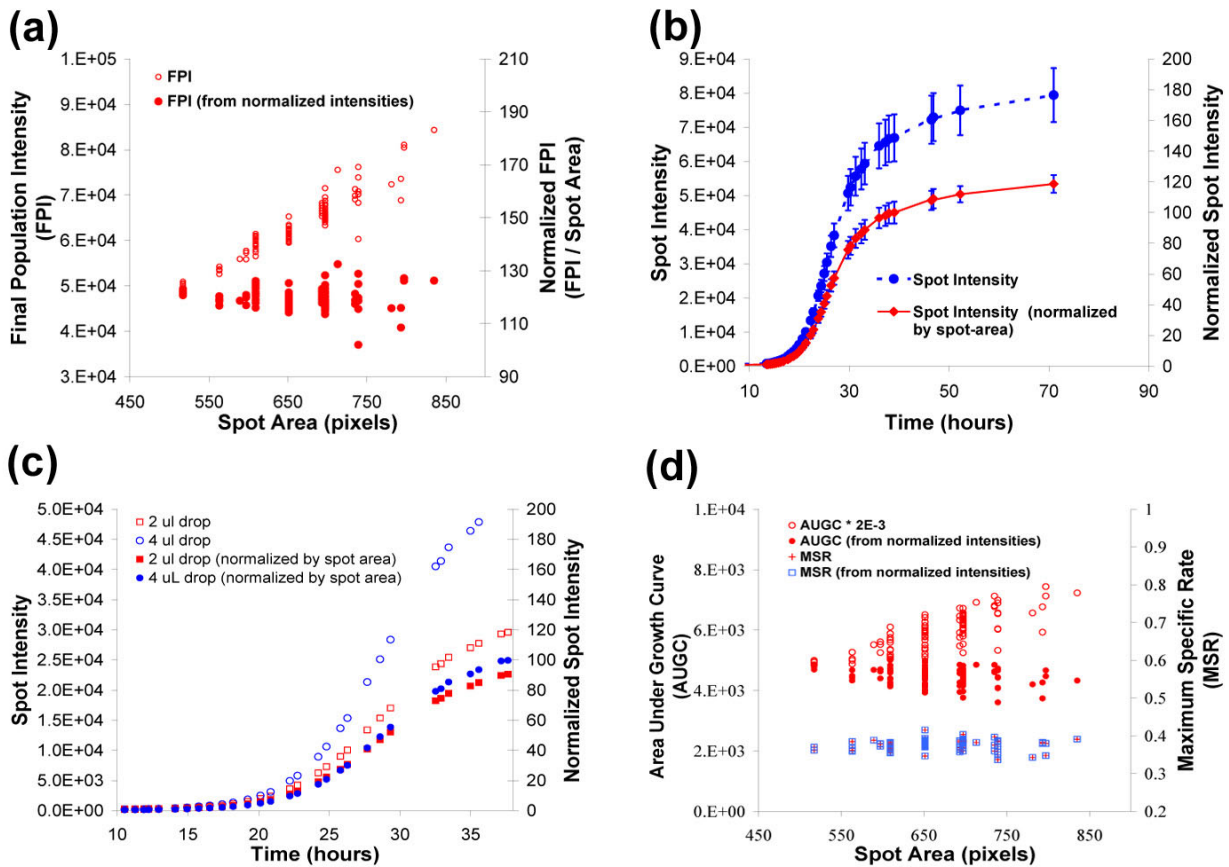 (a)
1.E+05
9.E+04
8.E+04
7.E+04
6.E+04
5.E+04
4.E+04
3.E+04
Final Population Intensity
(FPI)
FPI
FPI (from normalized intensities)
210
190
170
150
130
110
90
Normalized FPI
(FPI / Spot Area)
450 550 650 750 850
Spot Area (pixels)
(b)
9.E+04
8.E+04
7.E+04
6.E+04
5.E+04
4.E+04
3.E+04
2.E+04
1.E+04
0.E+00
Spot Intensity
Spot Intensity
Spot Intensity (normalized
by spot-area)
200
180
160
140
120
100
80
60
40
20
0
Normalized Spot Intensity
10 30 50 70 90
Time (hours)
(c)
5.0E+04
4.5E+04
4.0E+04
3.5E+04
3.0E+04
2.5E+04
2.0E+04
1.5E+04
1.0E+04
5.0E+03
0.0E+00
Spot Intensity
2 ul drop
4 ul drop
2 ul drop (normalized by spot area)
4 uL drop (normalized by spot area)
200
180
160
140
120
100
80
60
40
20
0
Normalized Spot Intensity
10 15 20 25 30 35
Time (hours)
(d)
1.E+04
8.E+03
6.E+03
4.E+03
2.E+03
0.E+00
Area Under Growth Curve
(AUGC)
AUGC * 2E-3
AUGC (from normalized intensities)
MSR
MSR (from normalized intensities)
1
0.9
0.8
0.7
0.6
0.5
0.4
0.3
0.2
Maximum Specific Rate
(MSR)
450 550 650 750 850
Spot Area (pixels)